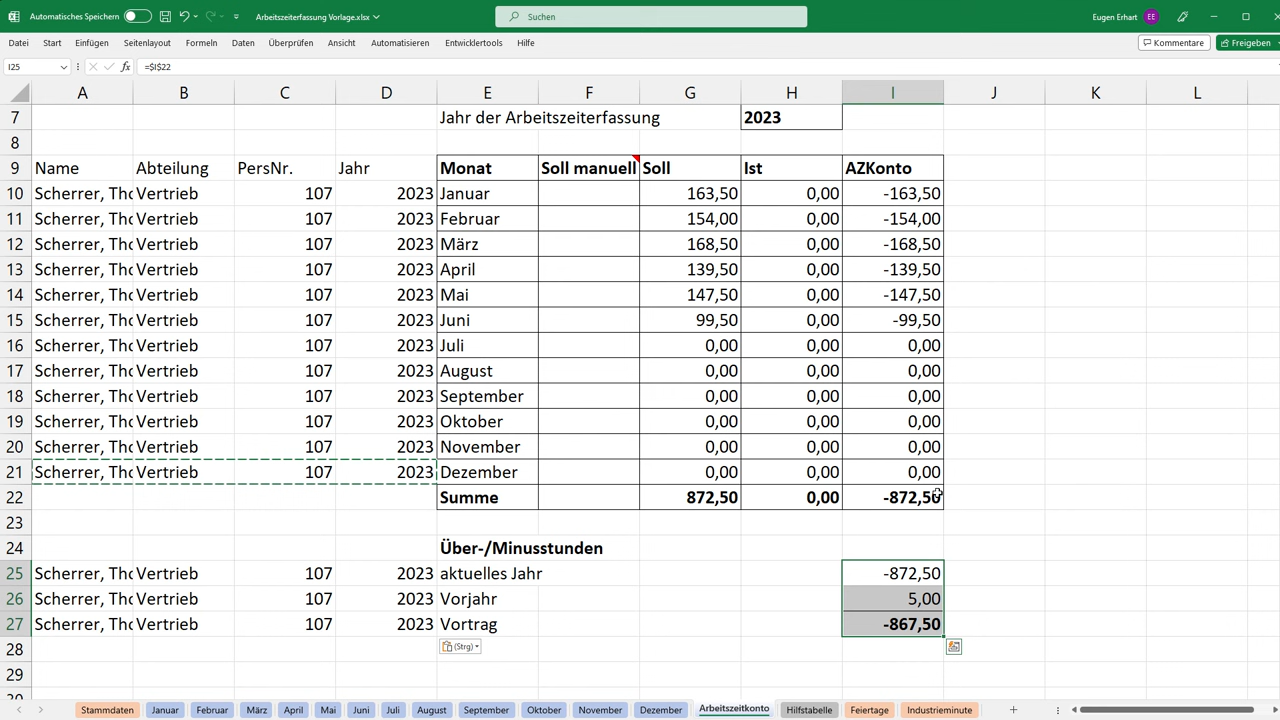 Automatisches Speichern Arbeitszeiterfassung Vorlage.xlsx Suchen Eugen Erhart EE
Datei Start Einfügen Seitenlayout Formeln Daten Überprüfen Ansicht Automatisieren Entwicklertools Hilfe Kommentare Freigeben
I25 fx =$I$22
A B C D E F G H I J K L
7 Jahr der Arbeitszeiterfassung 2023
8
9 Name Abteilung PersNr. Jahr Monat Soll manuell Soll Ist AZKonto
10 Scherrer, Tho Vertrieb 107 2023 Januar 163,50 0,00 -163,50
11 Scherrer, Tho Vertrieb 107 2023 Februar 154,00 0,00 -154,00
12 Scherrer, Tho Vertrieb 107 2023 März 168,50 0,00 -168,50
13 Scherrer, Tho Vertrieb 107 2023 April 139,50 0,00 -139,50
14 Scherrer, Tho Vertrieb 107 2023 Mai 147,50 0,00 -147,50
15 Scherrer, Tho Vertrieb 107 2023 Juni 99,50 0,00 -99,50
16 Scherrer, Tho Vertrieb 107 2023 Juli 0,00 0,00 0,00
17 Scherrer, Tho Vertrieb 107 2023 August 0,00 0,00 0,00
18 Scherrer, Tho Vertrieb 107 2023 September 0,00 0,00 0,00
19 Scherrer, Tho Vertrieb 107 2023 Oktober 0,00 0,00 0,00
20 Scherrer, Tho Vertrieb 107 2023 November 0,00 0,00 0,00
21 Scherrer, Tho Vertrieb 107 2023 Dezember 0,00 0,00 0,00
22 Summe 872,50 0,00 -872,50
23
24 Über-/Minusstunden
25 Scherrer, Tho Vertrieb 107 2023 aktuelles Jahr -872,50
26 Scherrer, Tho Vertrieb 107 2023 Vorjahr 5,00
27 Scherrer, Tho Vertrieb 107 2023 Vortrag -867,50
28 (Strg)
29
30
Stammdaten Januar Februar März April Mai Juni Juli August September Oktober November Dezember Arbeitszeitkonto Hilfstabelle Feiertage Industrieminute